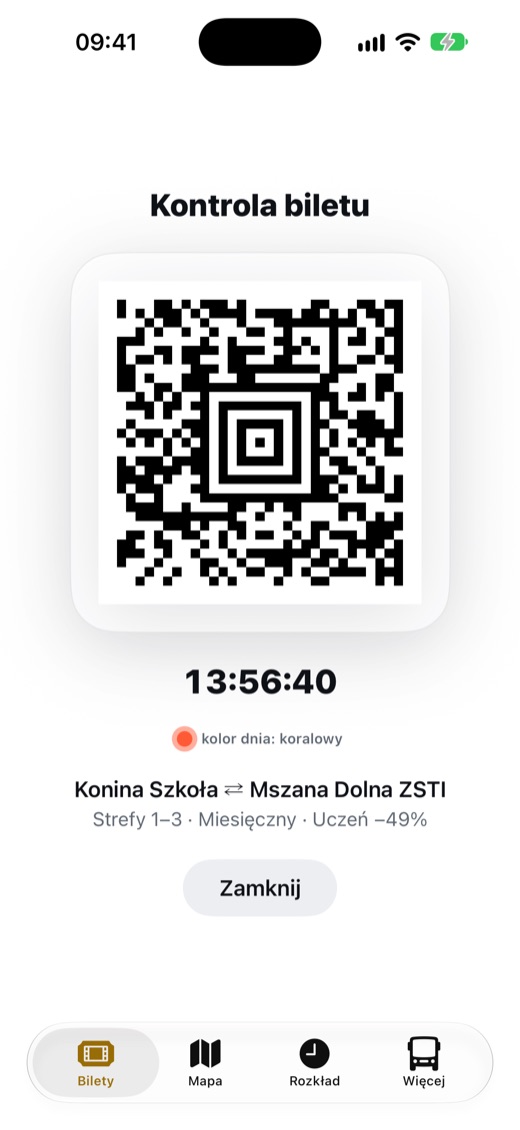 09:41
Kontrola biletu
13:56:40
kolor dnia: koralowy
Konina Szkoła ⇄ Mszana Dolna ZSTI
Strefy 1–3 · Miesięczny · Uczeń −49%
Zamknij
Bilety
Mapa
Rozkład
Więcej